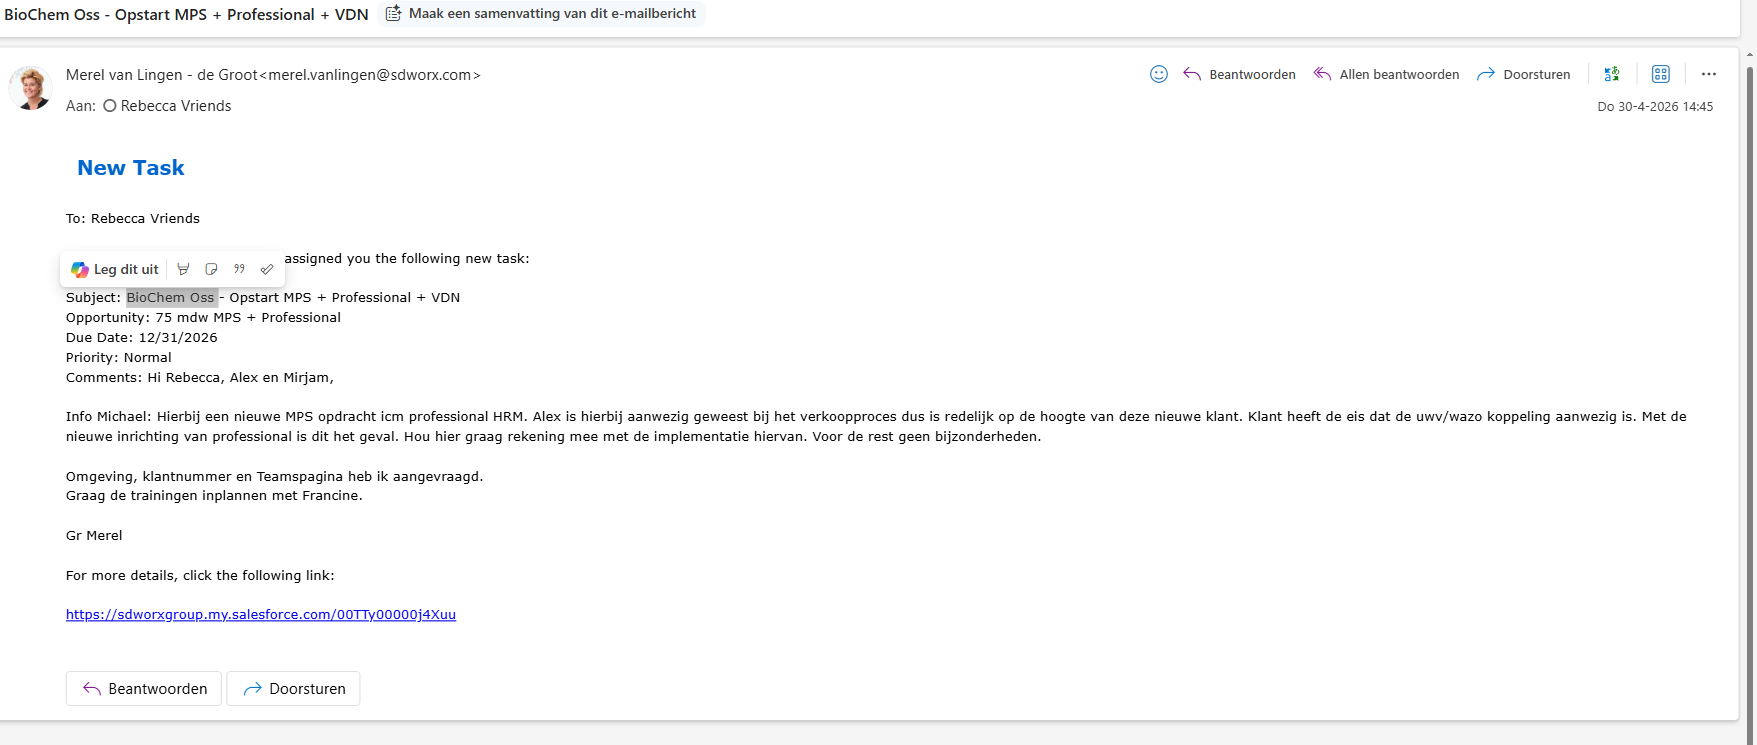 BioChem Oss - Opstart MPS + Professional + VDN
Maak een samenvatting van dit e-mailbericht
Merel van Lingen - de Groot<merel.vanlingen@sdworx.com>
Beantwoorden
Allen beantwoorden
Doorsturen
Aan: Rebecca Vriends
Do 30-4-2026 14:45
New Task
To: Rebecca Vriends
assigned you the following new task:
Leg dit uit
Subject: BioChem Oss - Opstart MPS + Professional + VDN
Opportunity: 75 mdw MPS + Professional
Due Date: 12/31/2026
Priority: Normal
Comments: Hi Rebecca, Alex en Mirjam,
Info Michael: Hierbij een nieuwe MPS opdracht icm professional HRM. Alex is hierbij aanwezig geweest bij het verkoopproces dus is redelijk op de hoogte van deze nieuwe klant. Klant heeft de eis dat de uwv/wazo koppeling aanwezig is. Met de
nieuwe inrichting van professional is dit het geval. Hou hier graag rekening mee met de implementatie hiervan. Voor de rest geen bijzonderheden.
Omgeving, klantnummer en Teamspagina heb ik aangevraagd.
Graag de trainingen inplannen met Francine.
Gr Merel
For more details, click the following link:
https://sdworxgroup.my.salesforce.com/00TTy00000j4Xuu
Beantwoorden
Doorsturen